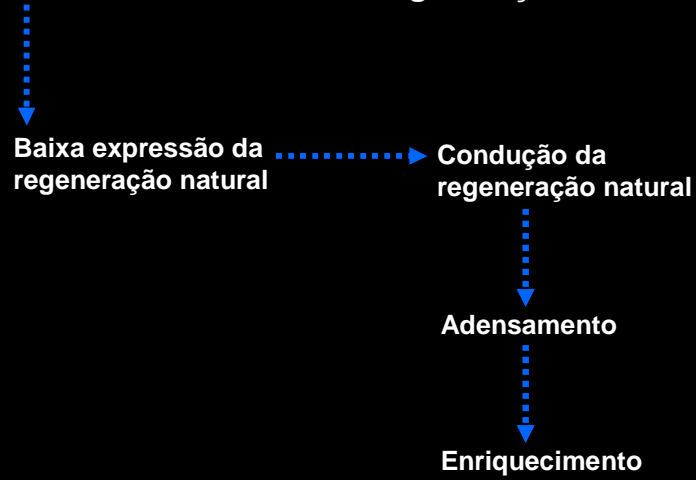 Baixa expressão da
regeneração natural
Condução da
regeneração natural
Adensamento
Enriquecimento